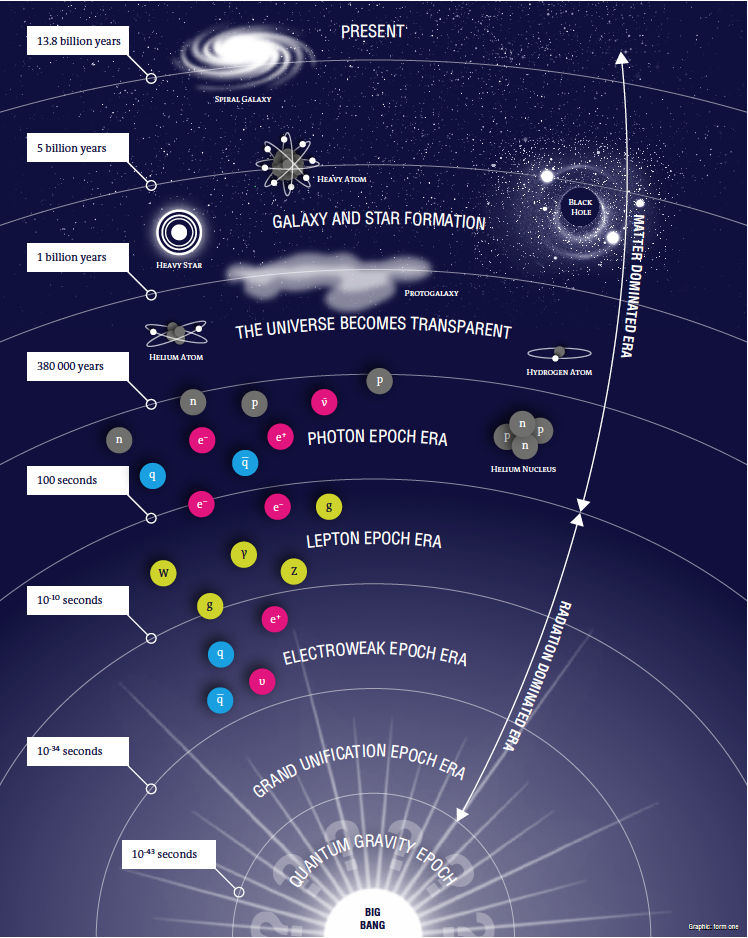 PRESENT
13.8 billion years
SPIRAL GALAXY
5 billion years
HEAVY ATOM
BLACK
HOLE
GALAXY AND STAR FORMATION
MATTER DOMINATED ERA
HEAVY STAR
1 billion years
PROTOGALAXY
THE UNIVERSE BECOMES TRANSPARENT
HELIUM ATOM
HYDROGEN ATOM
380 000 years
p
n
p
ν̄
n
e⁻
e⁺
PHOTON EPOCH ERA
n
p
p
n
HELIUM NUCLEUS
q
q̅
100 seconds
e⁻
e⁻
g
LEPTON EPOCH ERA
γ
W
Z
10⁻¹⁰ seconds
g
e⁺
RADIATION DOMINATED ERA
q
ELECTROWEAK EPOCH ERA
υ
q̅
10⁻³⁴ seconds
GRAND UNIFICATION EPOCH ERA
10⁻⁴³ seconds
? ? ? ? ? ?
QUANTUM GRAVITY EPOCH
BIG
BANG
Graphic: form one